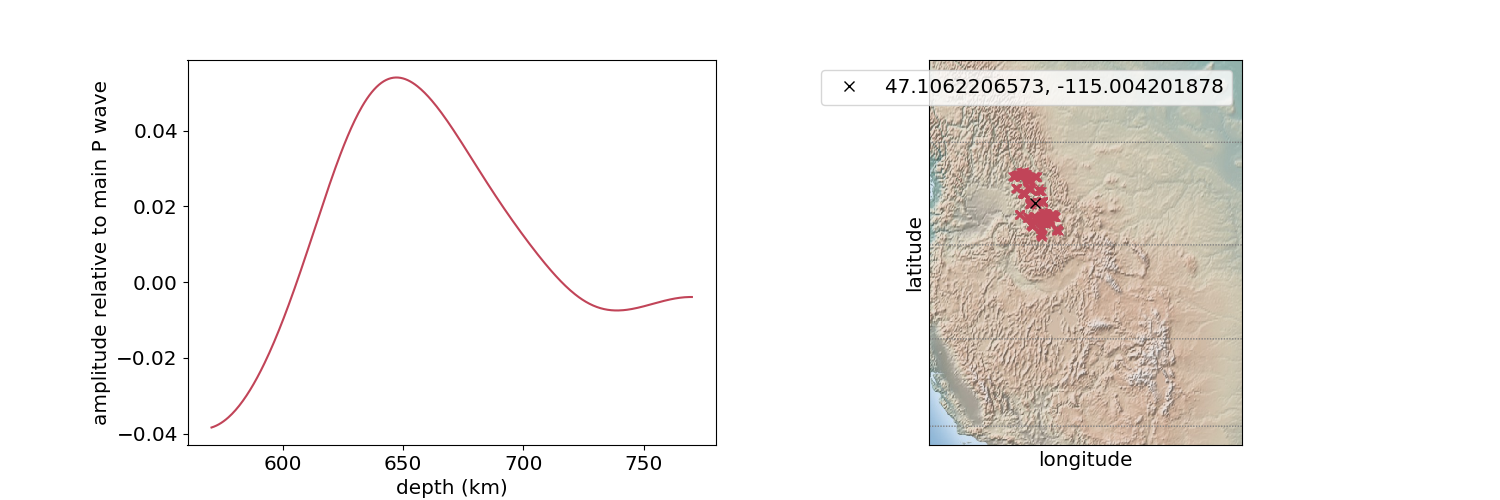 amplitude relative to main P wave
0.04
0.02
0.00
−0.02
−0.04
600 650 700 750
depth (km)
47.1062206573, -115.004201878
latitude
longitude